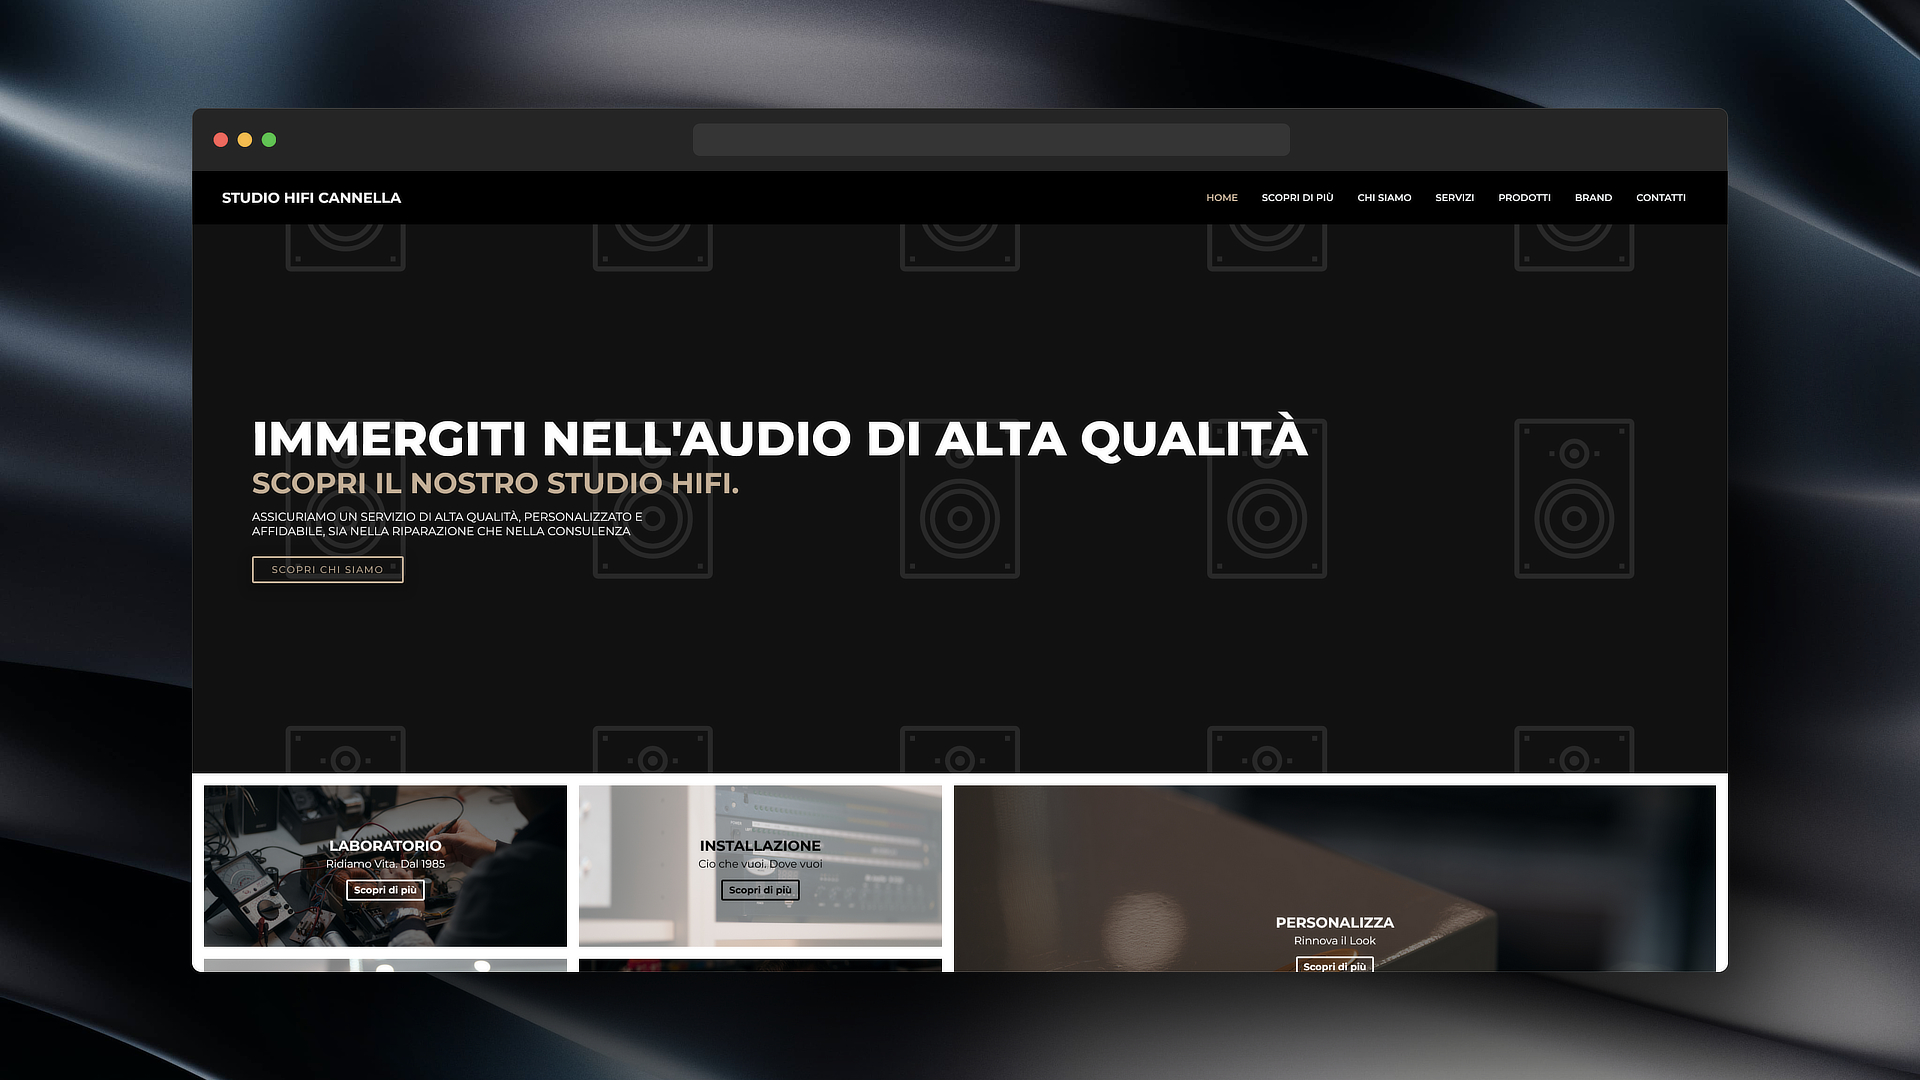 STUDIO HIFI CANNELLA
HOME SCOPRI DI PIÙ CHI SIAMO SERVIZI PRODOTTI BRAND CONTATTI
IMMERGITI NELL'AUDIO DI ALTA QUALITÀ
SCOPRI IL NOSTRO STUDIO HIFI.
ASSICURIAMO UN SERVIZIO DI ALTA QUALITÀ, PERSONALIZZATO E
AFFIDABILE, SIA NELLA RIPARAZIONE CHE NELLA CONSULENZA
SCOPRI CHI SIAMO
LABORATORIO
Ridiamo Vita. Dal 1985
Scopri di più
INSTALLAZIONE
Cio che vuoi. Dove vuoi
Scopri di più
PERSONALIZZA
Rinnova il Look
Scopri di più